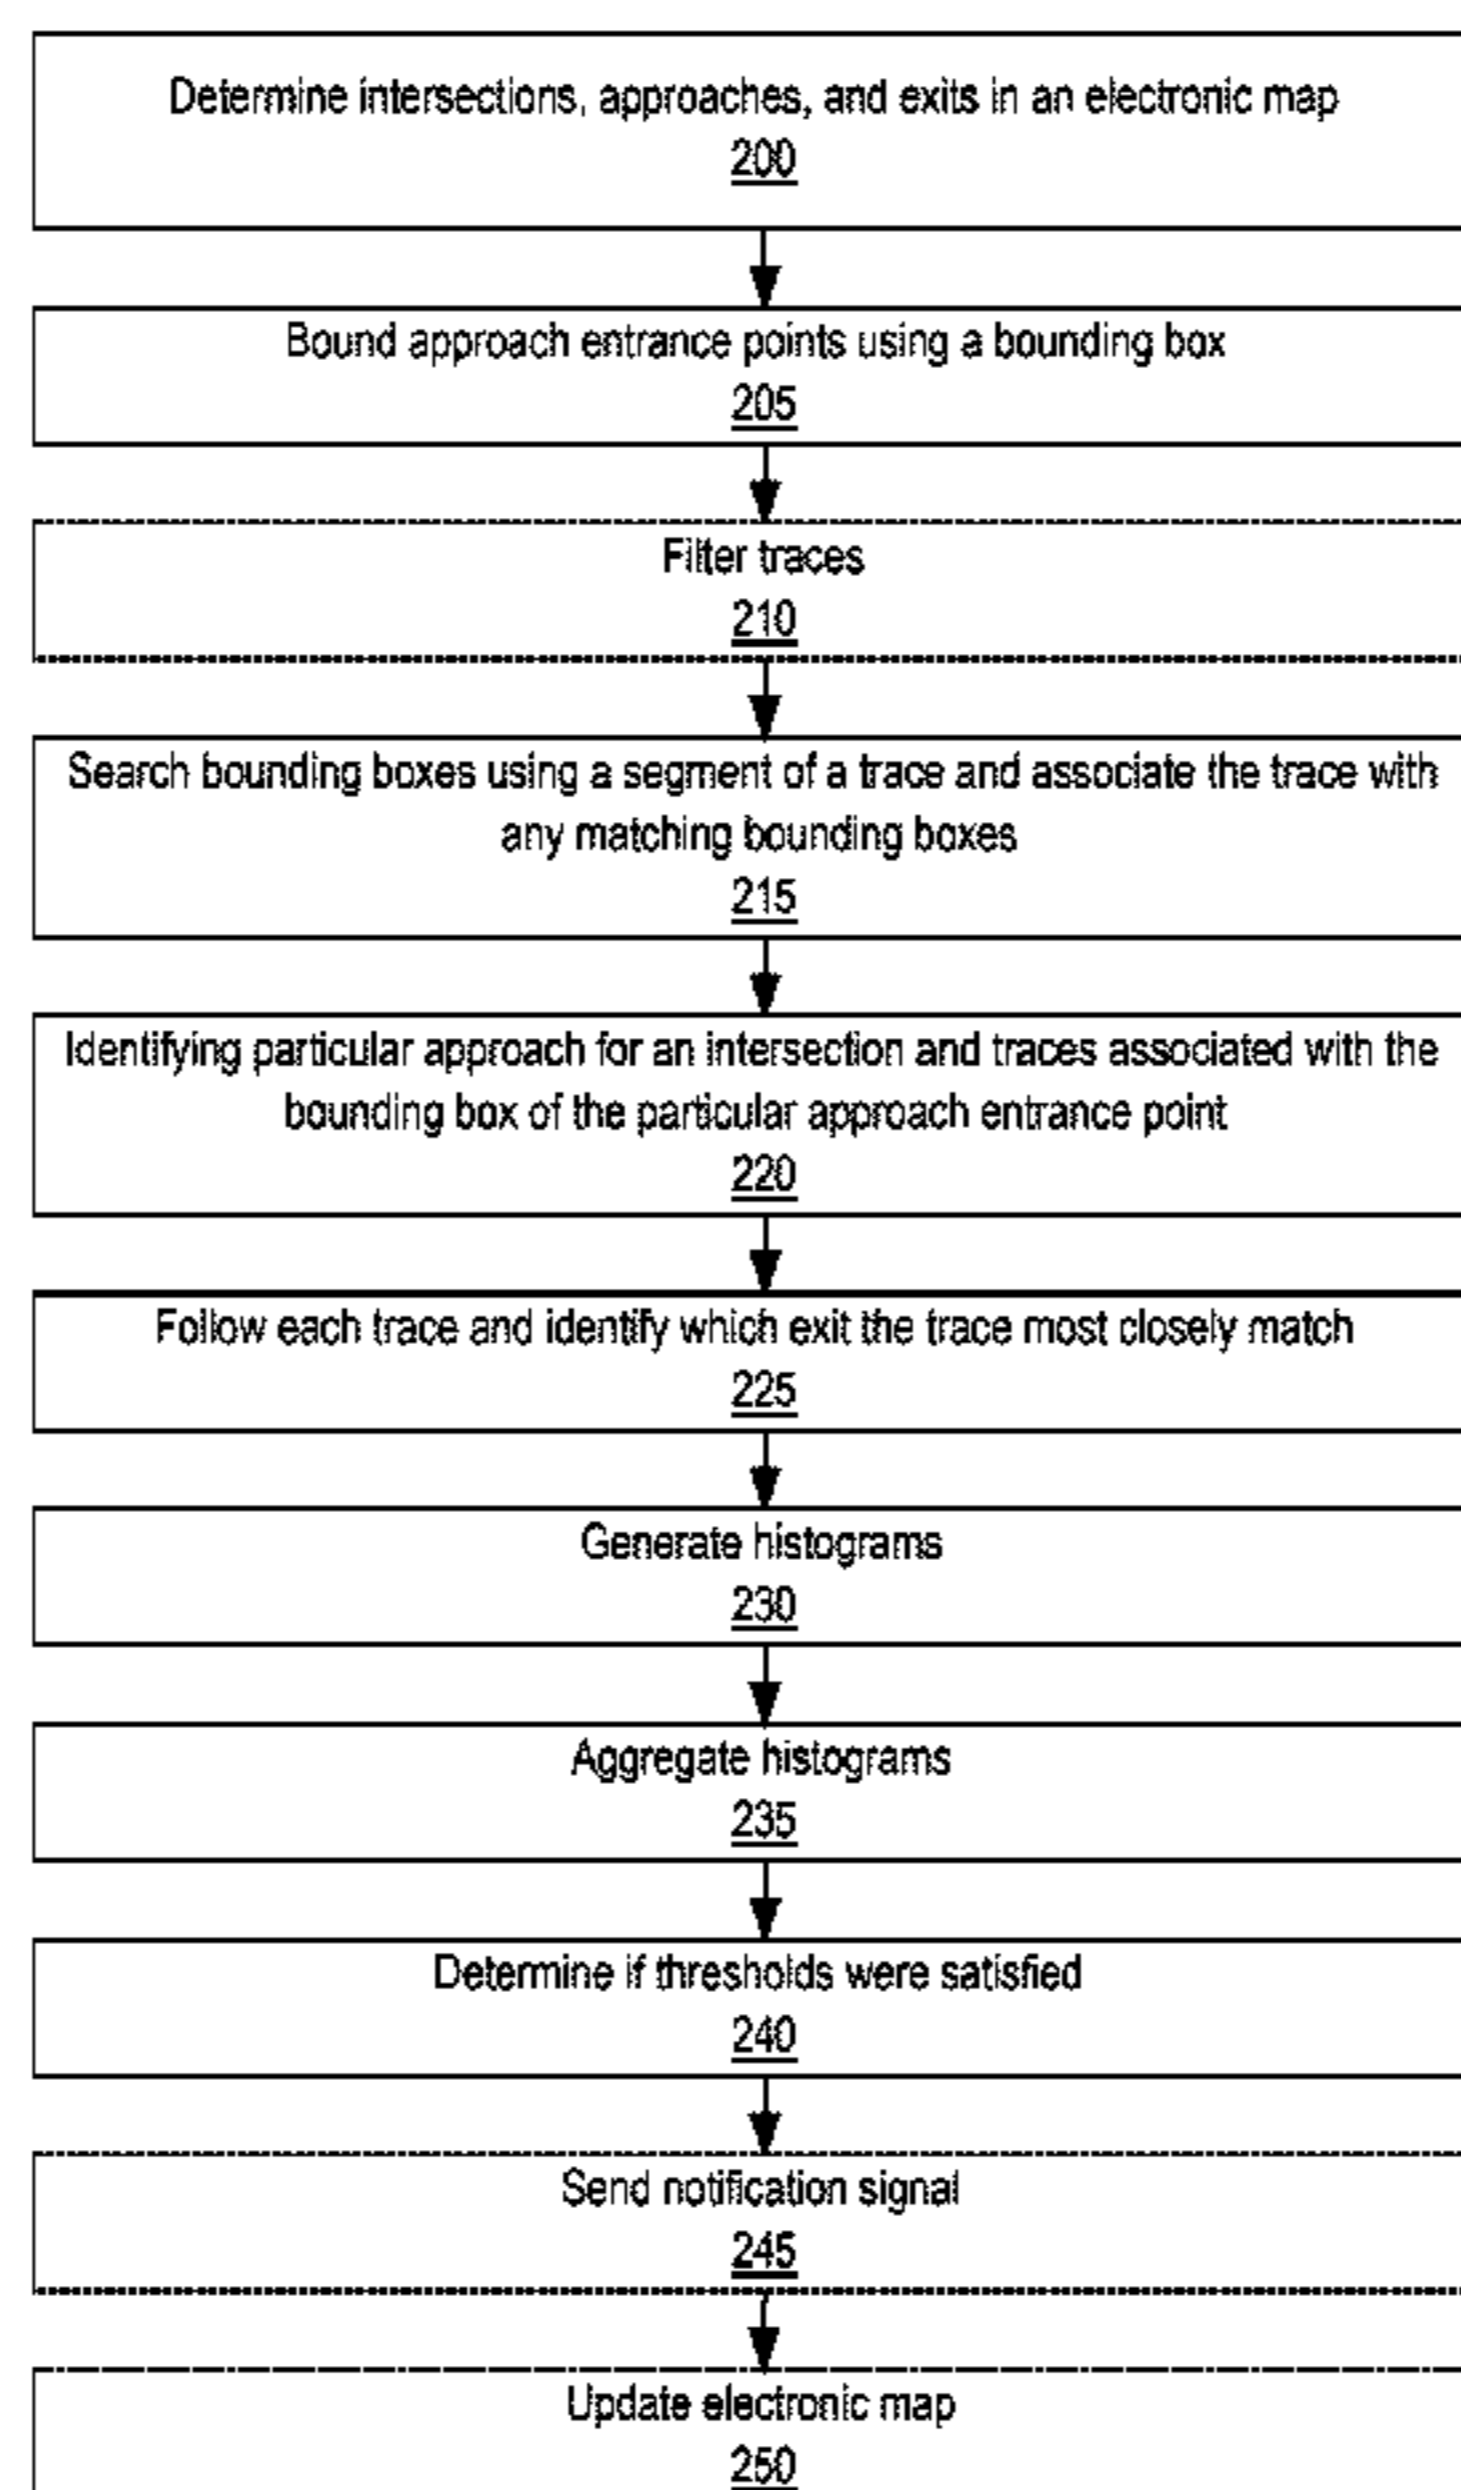 Determine intersections, approaches, and exits in an electronic map
200
Bound approach entrance points using a bounding box
205
Filter traces
210
Search bounding boxes using a segment of a trace and associate the trace with
any matching bounding boxes
215
Identifying particular approach for an intersection and traces associated with the
bounding box of the particular approach entrance point
220
Follow each trace and identify which exit the trace most closely match
225
Generate histograms
230
Aggregate histograms
235
Determine if thresholds were satisfied
240
Send notification signal
245
Update electronic map
250